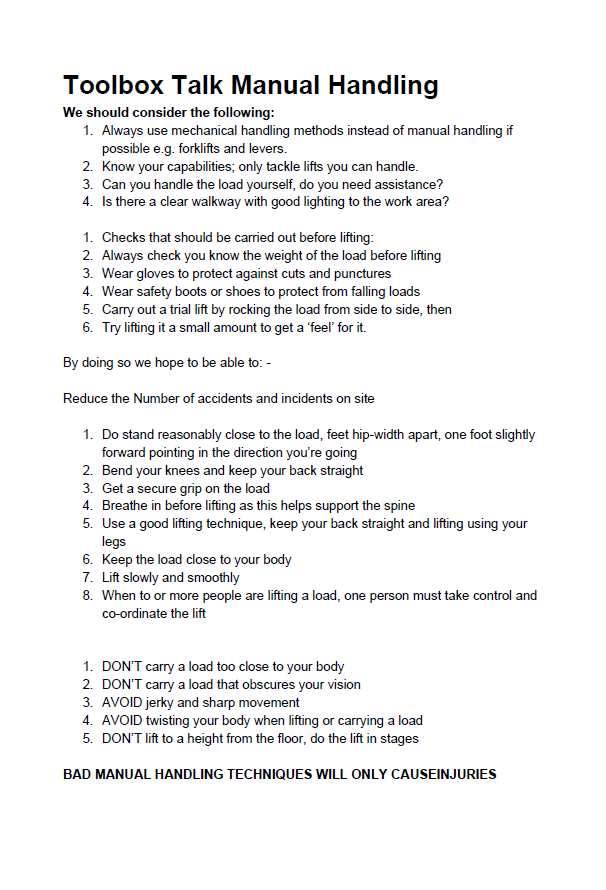 Toolbox Talk Manual Handling
We should consider the following:
1. Always use mechanical handling methods instead of manual handling if
possible e.g. forklifts and levers.
2. Know your capabilities; only tackle lifts you can handle.
3. Can you handle the load yourself, do you need assistance?
4. Is there a clear walkway with good lighting to the work area?
1. Checks that should be carried out before lifting:
2. Always check you know the weight of the load before lifting
3. Wear gloves to protect against cuts and punctures
4. Wear safety boots or shoes to protect from falling loads
5. Carry out a trial lift by rocking the load from side to side, then
6. Try lifting it a small amount to get a ‘feel’ for it.
By doing so we hope to be able to: -
Reduce the Number of accidents and incidents on site
1. Do stand reasonably close to the load, feet hip-width apart, one foot slightly
forward pointing in the direction you’re going
2. Bend your knees and keep your back straight
3. Get a secure grip on the load
4. Breathe in before lifting as this helps support the spine
5. Use a good lifting technique, keep your back straight and lifting using your
legs
6. Keep the load close to your body
7. Lift slowly and smoothly
8. When to or more people are lifting a load, one person must take control and
co-ordinate the lift
1. DON’T carry a load too close to your body
2. DON’T carry a load that obscures your vision
3. AVOID jerky and sharp movement
4. AVOID twisting your body when lifting or carrying a load
5. DON’T lift to a height from the floor, do the lift in stages
BAD MANUAL HANDLING TECHNIQUES WILL ONLY CAUSEINJURIES